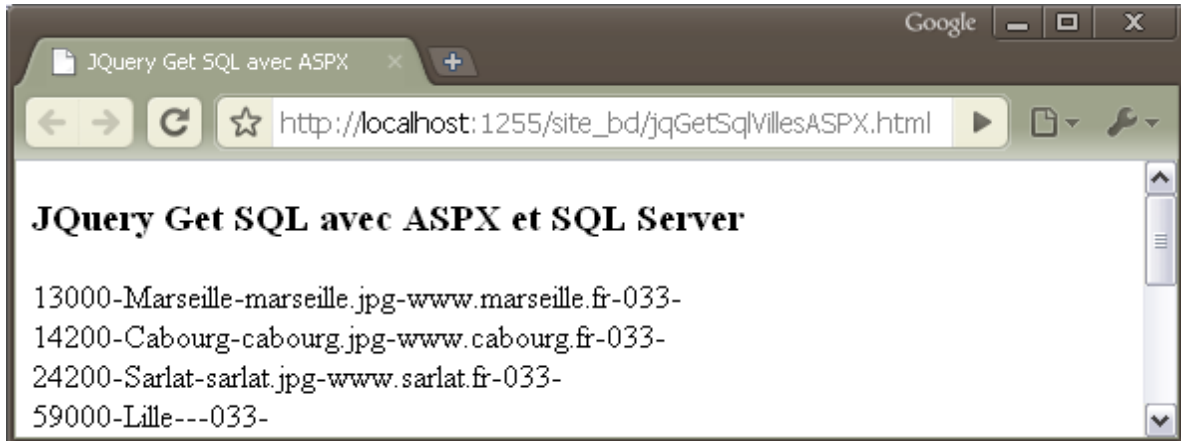 Google
JQuery Get SQL avec ASPX
http://localhost:1255/site_bd/jqGetSqlVillesASPX.html
JQuery Get SQL avec ASPX et SQL Server
13000-Marseille-marseille.jpg-www.marseille.fr-033-
14200-Cabourg-cabourg.jpg-www.cabourg.fr-033-
24200-Sarlat-sarlat.jpg-www.sarlat.fr-033-
59000-Lille---033-